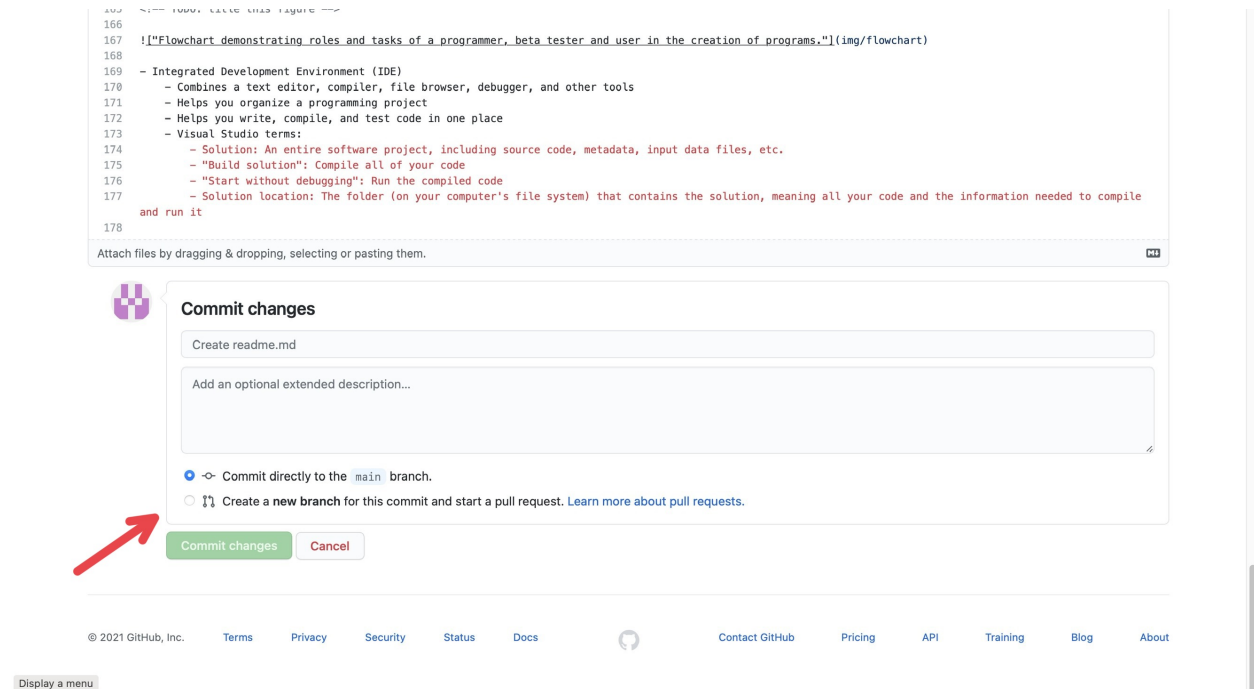 165 <!-- TODO: title this figure -->
166
167 !["Flowchart demonstrating roles and tasks of a programmer, beta tester and user in the creation of programs."](img/flowchart)
168
169 - Integrated Development Environment (IDE)
170 - Combines a text editor, compiler, file browser, debugger, and other tools
171 - Helps you organize a programming project
172 - Helps you write, compile, and test code in one place
173 - Visual Studio terms:
174 - Solution: An entire software project, including source code, metadata, input data files, etc.
175 - "Build solution": Compile all of your code
176 - "Start without debugging": Run the compiled code
177 - Solution location: The folder (on your computer's file system) that contains the solution, meaning all your code and the information needed to compile
and run it
178
Attach files by dragging & dropping, selecting or pasting them.
Commit changes
Create readme.md
Add an optional extended description...
Commit directly to the main branch.
Create a new branch for this commit and start a pull request. Learn more about pull requests.
Commit changes Cancel
© 2021 GitHub, Inc. Terms Privacy Security Status Docs Contact GitHub Pricing API Training Blog About
Display a menu